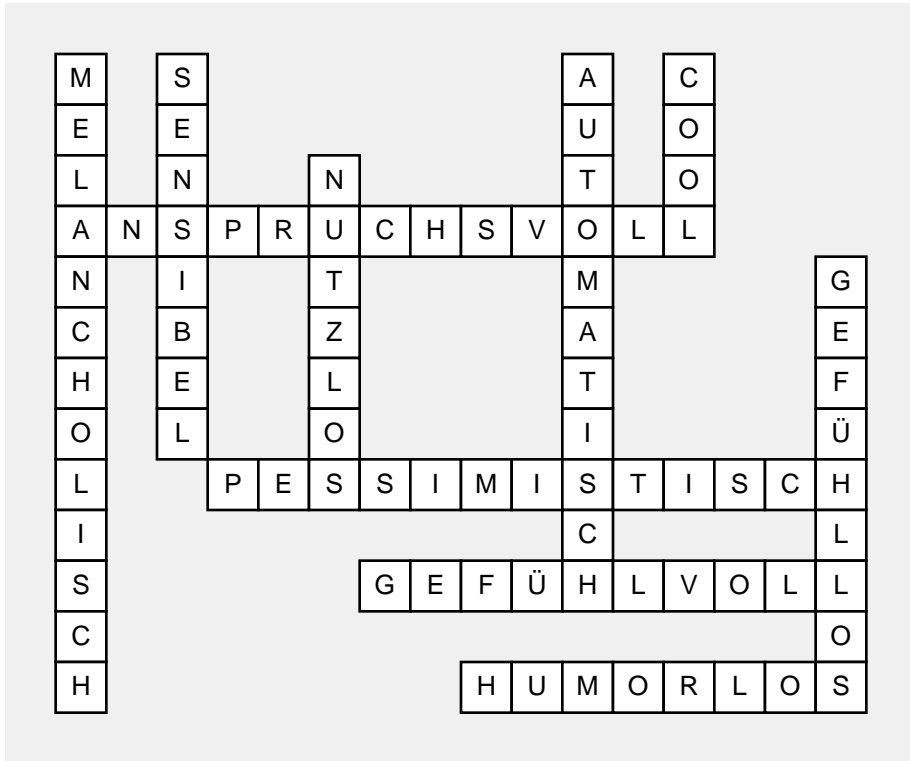 MELANCHOLISCH
SENSIBEL
AUTOMATISCH
COOL
NUTZLOS
ANSPRUCHSVOLL
GEFÜHLLOS
PESSIMISTISCH
GEFÜHLVOLL
HUMORLOS